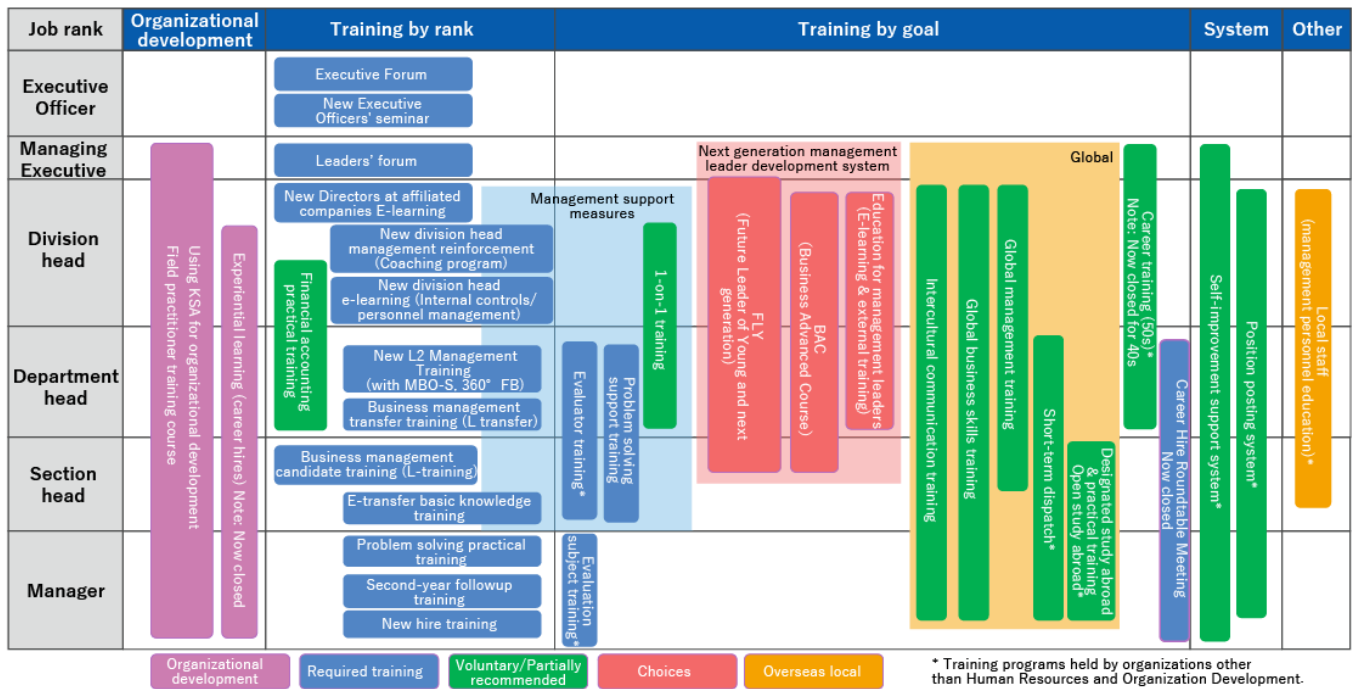 Job rank
Organizational
development
Training by rank
Training by goal
System
Other
Executive
Officer
Executive Forum
New Executive
Officers' seminar
Managing
Executive
Leaders' forum
Next generation management
leader development system
Global
Division
head
New Directors at affiliated
companies E-learning
Management support
measures
New division head
management reinforcement
(Coaching program)
New division head
e-learning (Internal controls/
personnel management)
Department
head
New L2 Management
Training
(with MBO-S, 360° FB)
Business management
transfer training (L transfer)
Section
head
Business management
candidate training (L-training)
E-transfer basic knowledge
training
Manager
Problem solving practical
training
Second-year followup
training
New hire training
Using KSA for organizational development
Field practitioner training course
Experiential learning (career hires) Note: Now closed
Financial accounting
practical training
Evaluator training*
Problem solving
support training
1-on-1 training
Evaluation
subject training*
FLY
(Future Leader of Young and next
generation)
BAC
(Business Advanced Course)
Education for management leaders
(E-learning & external training)
Intercultural communication training
Global business skills training
Global management training
Short-term dispatch*
Designated study abroad
& practical training
Open study abroad*
Career training (50s)*
Note: Now closed for 40s
Career Hire Roundtable Meeting
Now closed
Self-improvement support system*
Position posting system*
Local staff
(management personnel education)*
Organizational
development
Required training
Voluntary/Partially
recommended
Choices
Overseas local
* Training programs held by organizations other
than Human Resources and Organization Development.